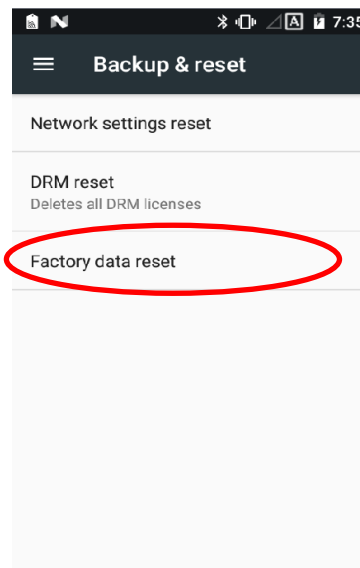 A 7:35
Backup & reset
Network settings reset
DRM reset
Deletes all DRM licenses
Factory data reset